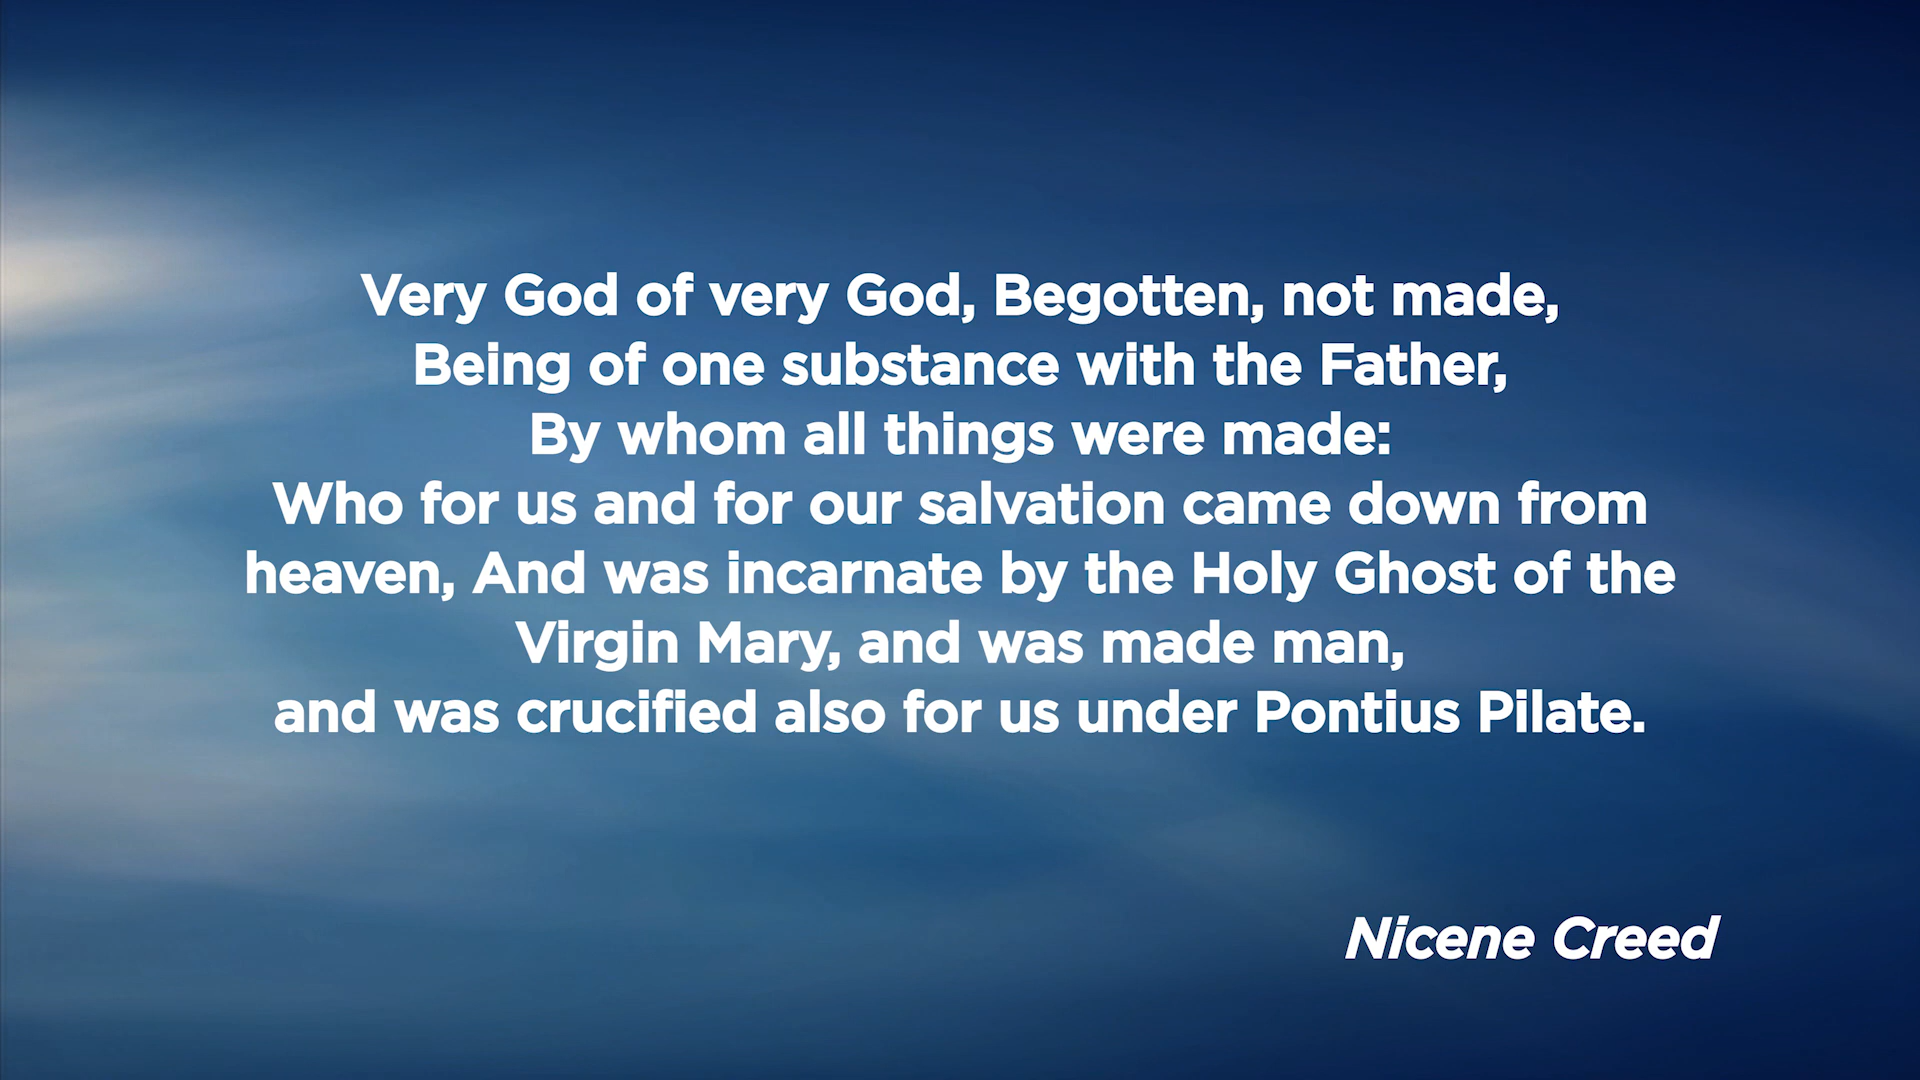 Very God of very God, Begotten, not made,
Being of one substance with the Father,
By whom all things were made:
Who for us and for our salvation came down from
heaven, And was incarnate by the Holy Ghost of the
Virgin Mary, and was made man,
and was crucified also for us under Pontius Pilate.
Nicene Creed